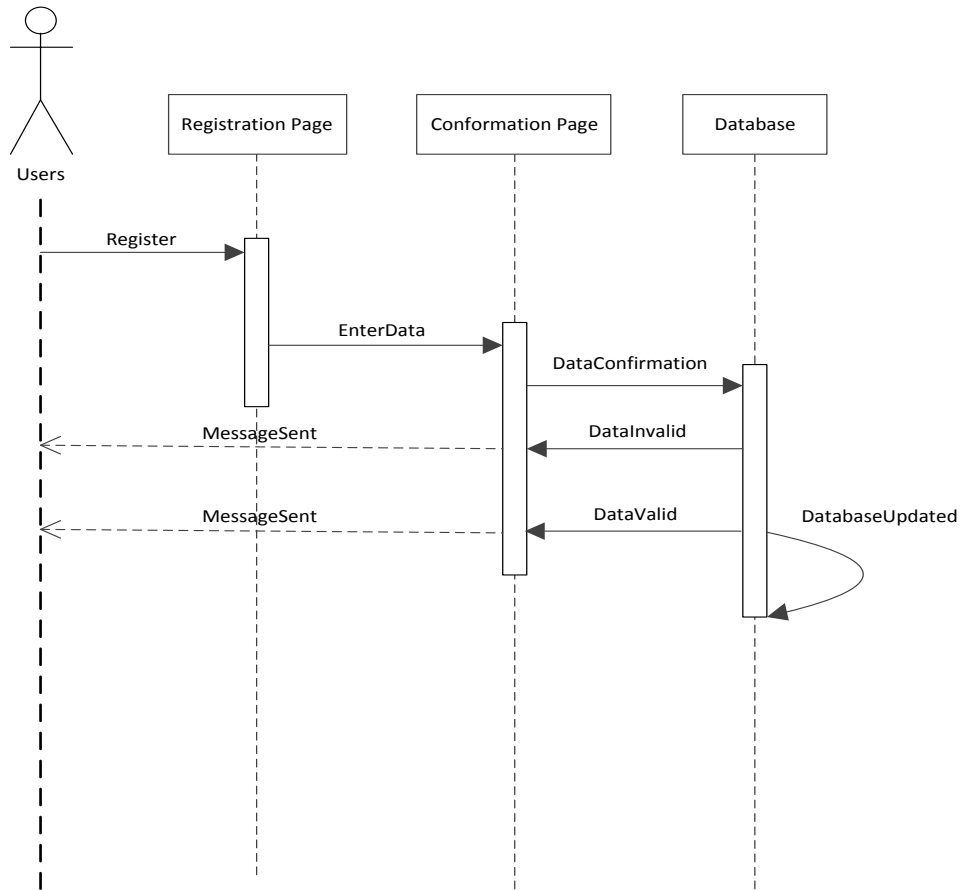 Registration Page
Conformation Page
Database
Users
Register
EnterData
DataConfirmation
MessageSent
DataInvalid
MessageSent
DataValid
DatabaseUpdated